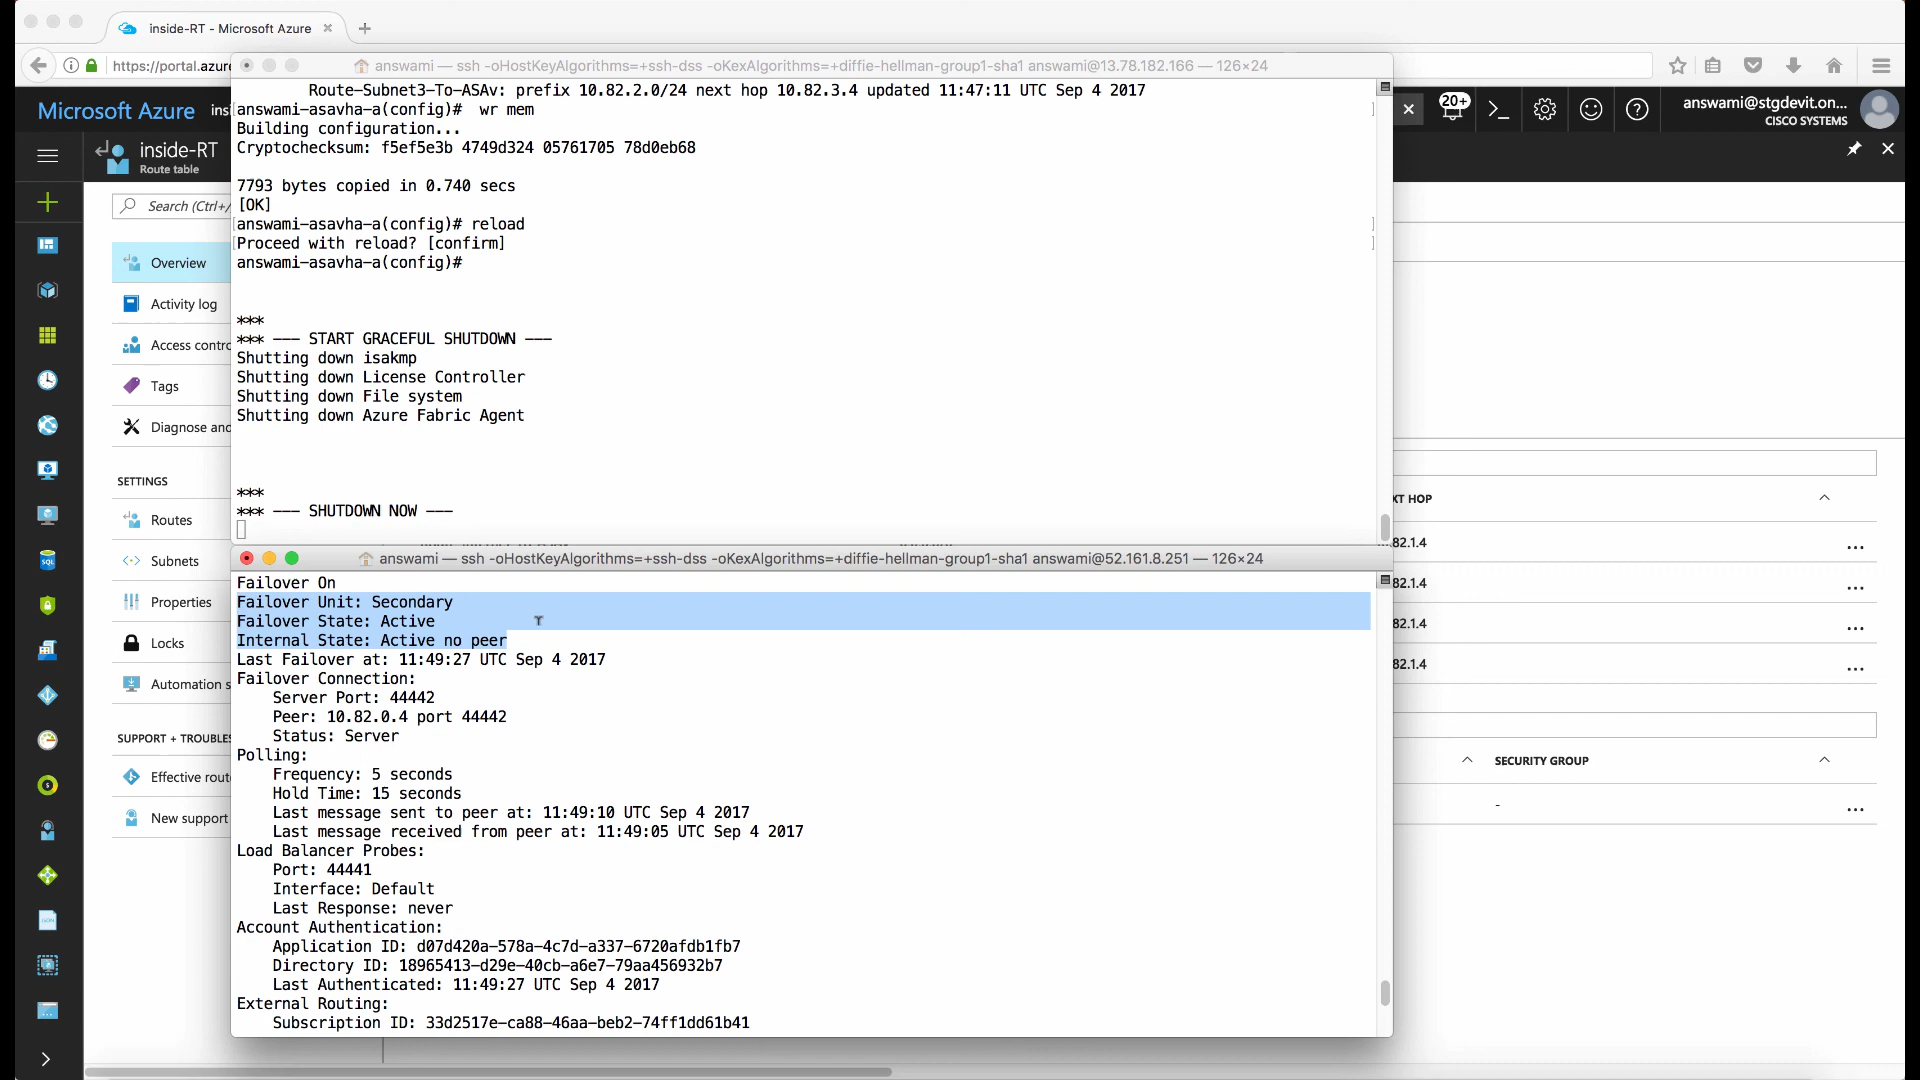 inside-RT - Microsoft Azure
https://portal.azure
answami — ssh -oHostKeyAlgorithms=+ssh-dss -oKexAlgorithms=+diffie-hellman-group1-sha1 answami@13.78.182.166 — 126×24
Microsoft Azure
20+
answami@stgdevit.on...
CISCO SYSTEMS
inside-RT
Route table
Search (Ctrl+/
Overview
Activity log
Access contro
Tags
Diagnose and
SETTINGS
Routes
Subnets
Properties
Locks
Automation s
SUPPORT + TROUBLES
Effective rout
New support
Route-Subnet3-To-ASAv: prefix 10.82.2.0/24 next hop 10.82.3.4 updated 11:47:11 UTC Sep 4 2017
answami-asavha-a(config)#  wr mem
Building configuration...
Cryptochecksum: f5ef5e3b 4749d324 05761705 78d0eb68
7793 bytes copied in 0.740 secs
[OK]
answami-asavha-a(config)# reload
Proceed with reload? [confirm]
answami-asavha-a(config)#
***
*** --- START GRACEFUL SHUTDOWN ---
Shutting down isakmp
Shutting down License Controller
Shutting down File system
Shutting down Azure Fabric Agent
***
*** --- SHUTDOWN NOW ---
answami — ssh -oHostKeyAlgorithms=+ssh-dss -oKexAlgorithms=+diffie-hellman-group1-sha1 answami@52.161.8.251 — 126×24
Failover On
Failover Unit: Secondary
Failover State: Active
Internal State: Active no peer
Last Failover at: 11:49:27 UTC Sep 4 2017
Failover Connection:
Server Port: 44442
Peer: 10.82.0.4 port 44442
Status: Server
Polling:
Frequency: 5 seconds
Hold Time: 15 seconds
Last message sent to peer at: 11:49:10 UTC Sep 4 2017
Last message received from peer at: 11:49:05 UTC Sep 4 2017
Load Balancer Probes:
Port: 44441
Interface: Default
Last Response: never
Account Authentication:
Application ID: d07d420a-578a-4c7d-a337-6720afdb1fb7
Directory ID: 18965413-d29e-40cb-a6e7-79aa456932b7
Last Authenticated: 11:49:27 UTC Sep 4 2017
External Routing:
Subscription ID: 33d2517e-ca88-46aa-beb2-74ff1dd61b41
XT HOP
82.1.4
82.1.4
82.1.4
82.1.4
SECURITY GROUP
-